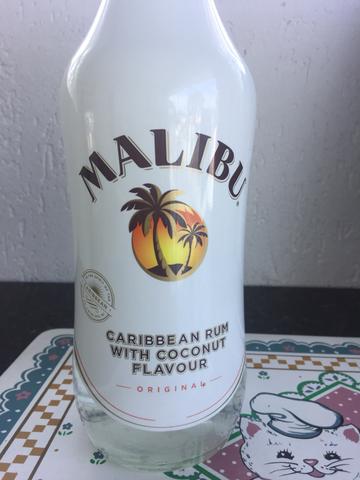 MALIBU
CARIBBEAN RUM
WITH COCONUT
FLAVOUR
ORIGINAL